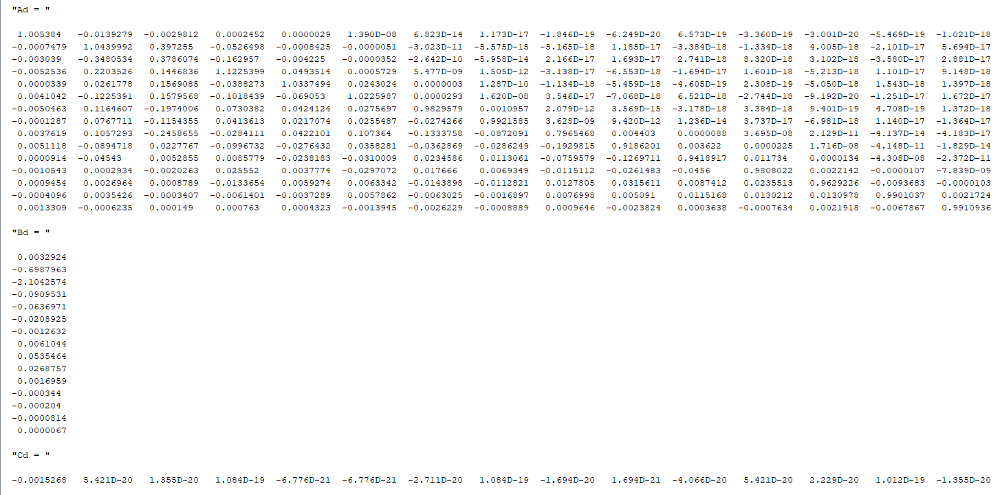 "Ad = "
1.005384 -0.0139279 -0.0029812 0.0002452 0.0000029 1.390D-08 6.823D-14 1.173D-17 -1.846D-19 -6.249D-20 6.573D-19 -3.360D-19 -3.001D-20 -5.469D-19 -1.021D-18
-0.0007479 1.0439992 0.397255 -0.0526498 -0.0008425 -0.0000051 -3.023D-11 -5.575D-15 -5.165D-18 1.185D-17 -3.384D-18 -1.334D-18 4.005D-18 -2.101D-17 5.694D-17
-0.003039 -0.3480534 0.3786074 -0.162957 -0.004225 -0.0000352 -2.642D-10 -5.958D-14 2.166D-17 1.693D-17 2.741D-18 8.320D-18 3.102D-18 -3.580D-17 2.881D-17
-0.0052536 0.2203526 0.1446836 1.1225399 0.0493514 0.0005729 5.477D-09 1.505D-12 -3.138D-17 -6.553D-18 -1.694D-17 1.601D-18 -5.213D-18 1.101D-17 9.148D-18
0.0000339 0.0261778 0.1569085 -0.0388273 1.0337494 0.0243024 0.0000003 1.287D-10 -1.134D-18 -5.459D-18 -4.605D-19 2.308D-19 -5.050D-18 1.543D-18 1.397D-18
0.0041042 -0.1225391 0.1579568 -0.1018439 -0.069053 1.0225987 0.0000293 1.620D-08 3.546D-17 -7.068D-18 6.521D-18 -2.744D-18 -9.192D-20 -1.251D-17 1.672D-17
-0.0050463 0.1164607 -0.1974006 0.0730382 0.0424124 0.0275697 0.9829579 0.0010957 2.079D-12 3.569D-15 -3.178D-18 3.384D-18 9.401D-19 4.708D-19 1.372D-18
-0.0001287 0.0767711 -0.1154355 0.0413613 0.0217074 0.0255487 -0.0274266 0.9921585 3.628D-09 9.420D-12 1.236D-14 3.737D-17 -6.981D-18 1.140D-17 -1.364D-17
0.0037619 0.1057293 -0.2458655 -0.0284111 0.0422101 0.107364 -0.1333758 -0.0872091 0.7965468 0.004403 0.0000088 3.695D-08 2.129D-11 -4.137D-14 -4.183D-17
0.0051118 -0.0894718 0.0227767 -0.0996732 -0.0276432 0.0358281 -0.0362869 -0.0286249 -0.1929815 0.9186201 0.003622 0.0000225 1.716D-08 -4.148D-11 -1.829D-14
0.0000914 -0.04543 0.0052855 0.0085779 -0.0238183 -0.0310009 0.0234586 0.0113061 -0.0759579 -0.1269711 0.9418917 0.011734 0.0000134 -4.308D-08 -2.372D-11
-0.0010543 0.0002934 -0.0020263 0.025552 0.0037774 -0.0297072 0.017666 0.0069349 -0.0115112 -0.0261483 -0.0456 0.9808022 0.0022142 -0.0000107 -7.839D-09
0.0009454 0.0026964 0.0008789 -0.0133654 0.0059274 0.0063342 -0.0143898 -0.0112821 0.0127805 0.0315611 0.0087412 0.0235513 0.9629226 -0.0093683 -0.0000103
-0.0004096 0.0035426 -0.0003407 -0.0061401 -0.0037289 0.0057862 -0.0063025 -0.0016897 0.0076998 0.005091 0.0115168 0.0130212 0.0130978 0.9901037 0.0021724
0.0013309 -0.0006235 0.000149 0.000763 0.0004323 -0.0013945 -0.0026229 -0.0008889 0.0009646 -0.0023824 0.0003638 -0.0007634 0.0021918 -0.0067867 0.9910936
"Bd = "
0.0032924
-0.6987963
-2.1042574
-0.0909531
-0.0636971
-0.0208925
-0.0012632
0.0061044
0.0535464
0.0268757
0.0016959
-0.000344
-0.000204
-0.0000814
0.0000067
"Cd = "
-0.0015268 5.421D-20 1.355D-20 1.084D-19 -6.776D-21 -6.776D-21 -2.711D-20 1.084D-19 -1.694D-20 1.694D-21 -4.066D-20 5.421D-20 2.229D-20 1.012D-19 -1.355D-20